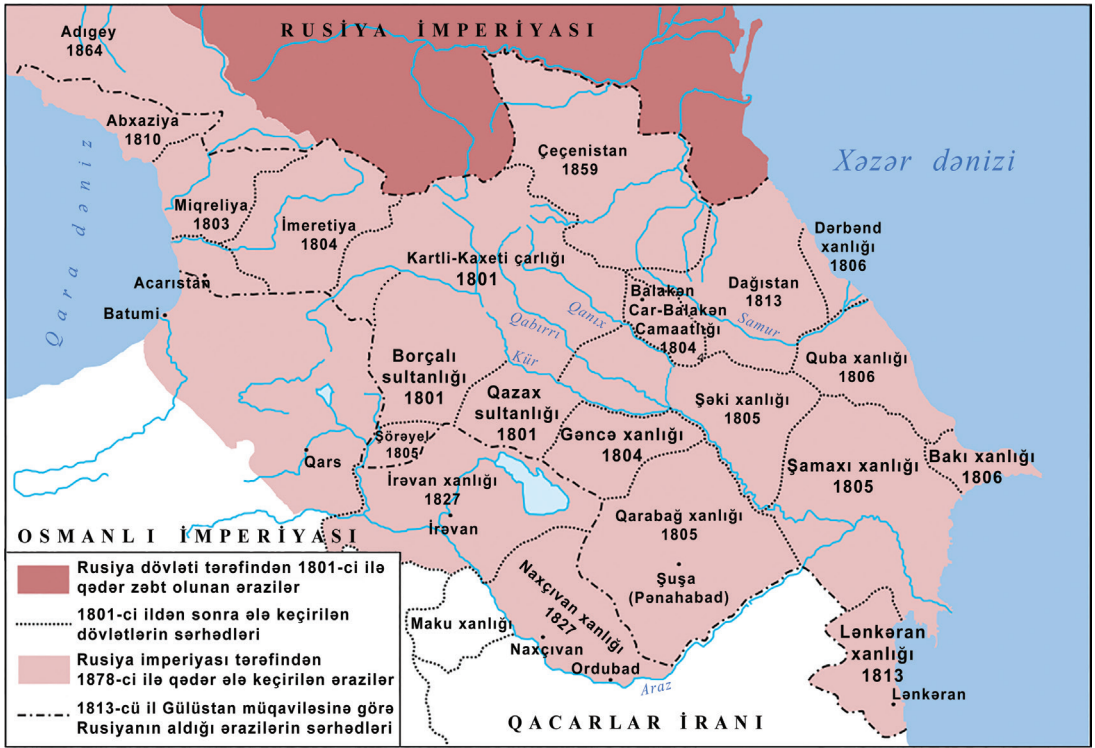 Adıgey
1864
RUSİYA İMPERİYASI
Abxaziya
1810
Çeçenistan
1859
Xəzər dənizi
Qara dəniz
Miqreliya
1803
İmeretiya
1804
Dərbənd
xanlığı
1806
Kartli-Kaxeti çarlığı
1801
Acarıstan
Batumi
Balakən
Car-Balakən
Camaatlığı
1804
Dağıstan
1813
Qanıx
Qabırrı
Samur
Kür
Borçalı
sultanlığı
1801
Quba xanlığı
1806
Qazax
sultanlığı
1801
Şəki xanlığı
1805
Şörəyel
1805
Gəncə xanlığı
1804
Qars
Şamaxı xanlığı
1805
Bakı xanlığı
1806
İrəvan xanlığı
1827
İrəvan
Qarabağ xanlığı
1805
OSMANLI İMPERİYASI
Şuşa
(Pənahabad)
Naxçıvan xanlığı
1827
Maku xanlığı
Naxçıvan
Ordubad
Araz
Lənkəran
xanlığı
1813
Lənkəran
QACARLAR İRANI
Rusiya dövləti tərəfindən 1801-ci ilə
qədər zəbt olunan ərazilər
1801-ci ildən sonra ələ keçirilən
dövlətlərin sərhədləri
Rusiya imperiyası tərəfindən
1878-ci ilə qədər ələ keçirilən ərazilər
1813-cü il Gülüstan müqaviləsinə görə
Rusiyanın aldığı ərazilərin sərhədləri